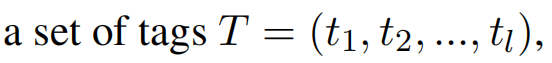 a set of tags T = (t₁, t₂, ..., tₗ),